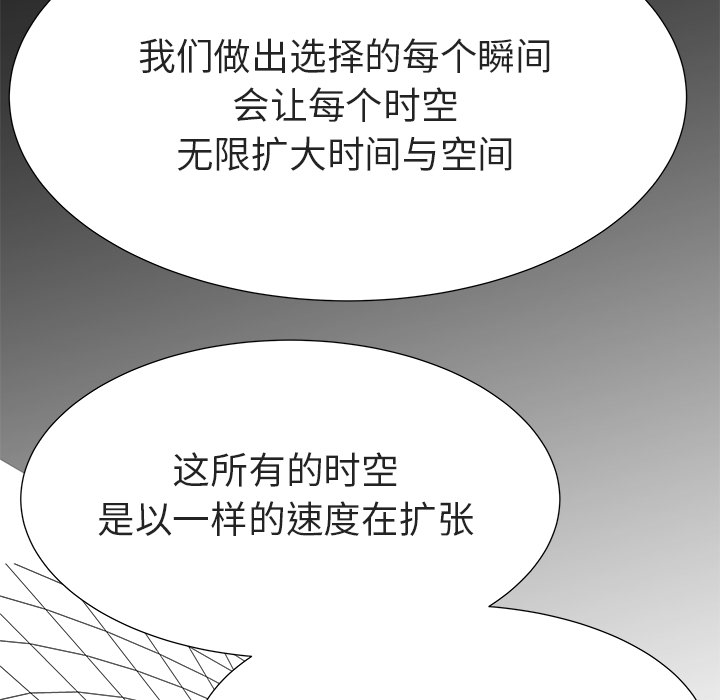 我们做出选择的每个瞬间
会让每个时空
无限扩大时间与空间
这所有的时空
是以一样的速度在扩张